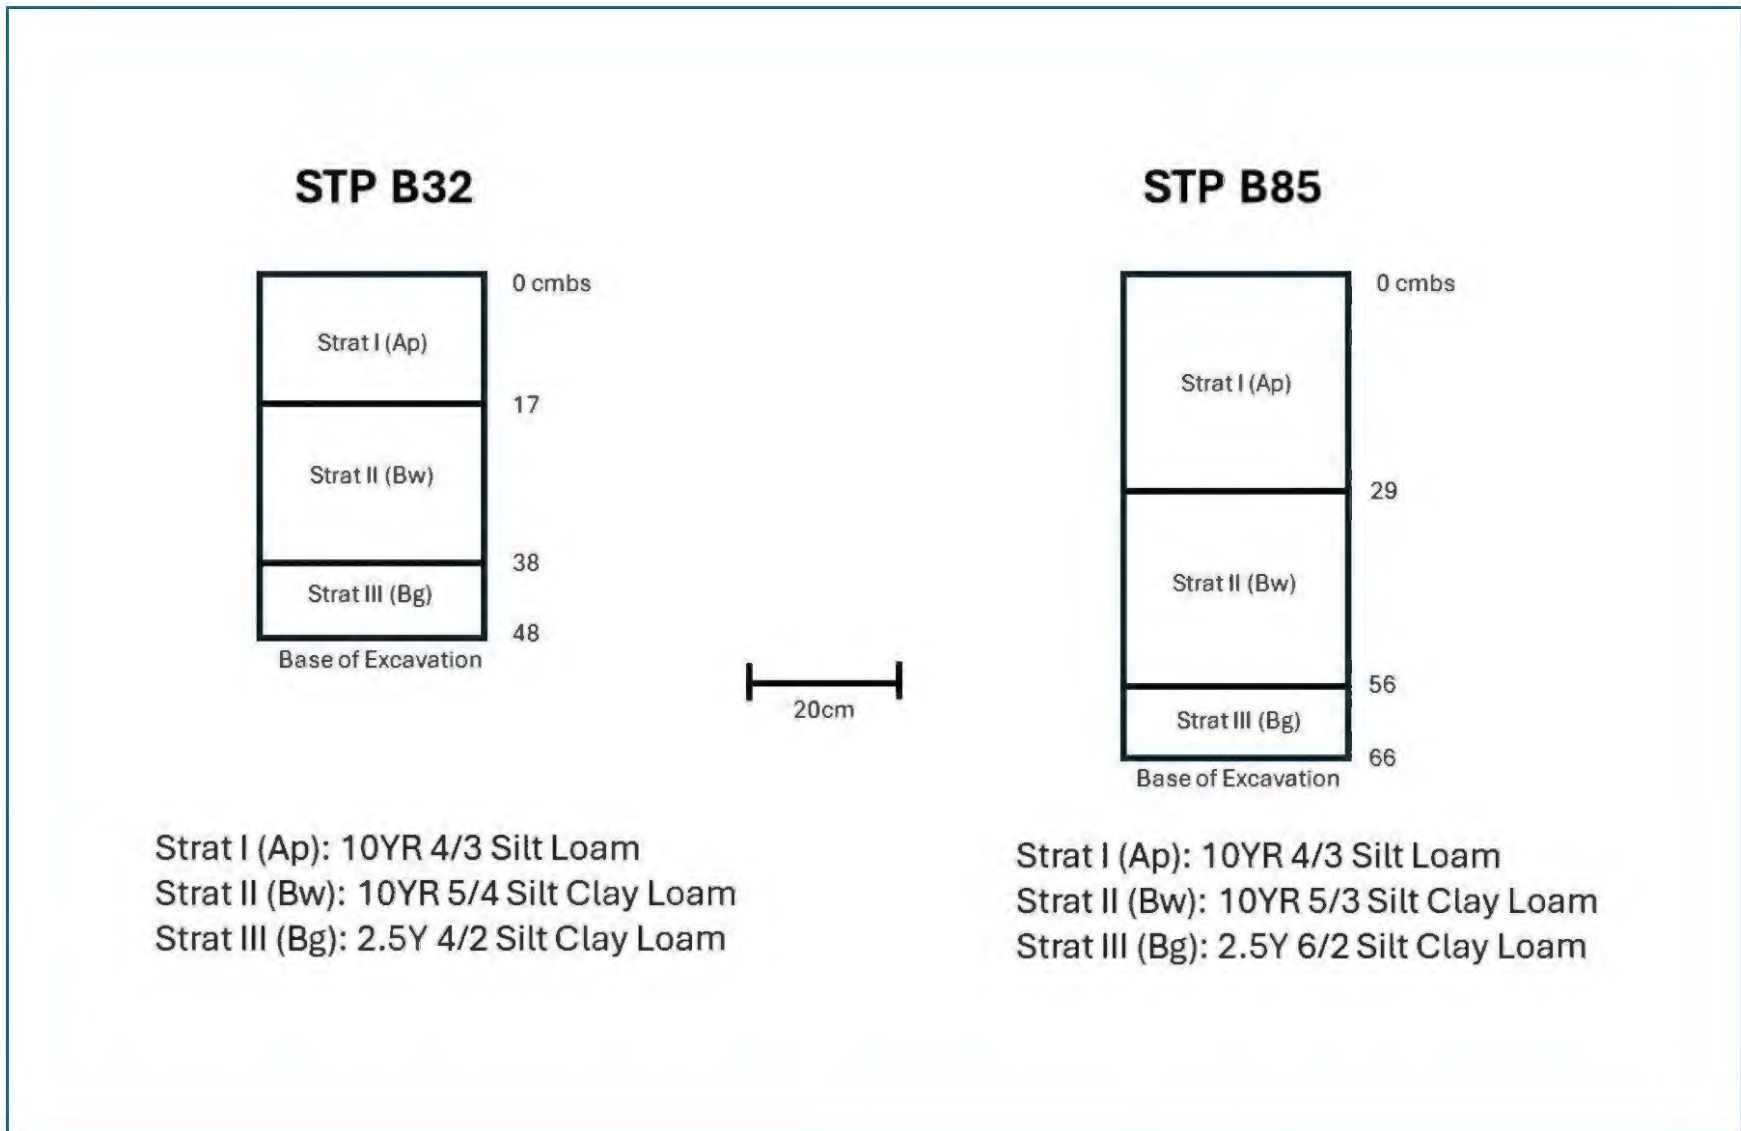 STP B32
0 cmbs
Strat I (Ap)
17
Strat II (Bw)
38
Strat III (Bg)
48
Base of Excavation
Strat I (Ap): 10YR 4/3 Silt Loam
Strat II (Bw): 10YR 5/4 Silt Clay Loam
Strat III (Bg): 2.5Y 4/2 Silt Clay Loam
20cm
STP B85
0 cmbs
Strat I (Ap)
29
Strat II (Bw)
56
Strat III (Bg)
66
Base of Excavation
Strat I (Ap): 10YR 4/3 Silt Loam
Strat II (Bw): 10YR 5/3 Silt Clay Loam
Strat III (Bg): 2.5Y 6/2 Silt Clay Loam